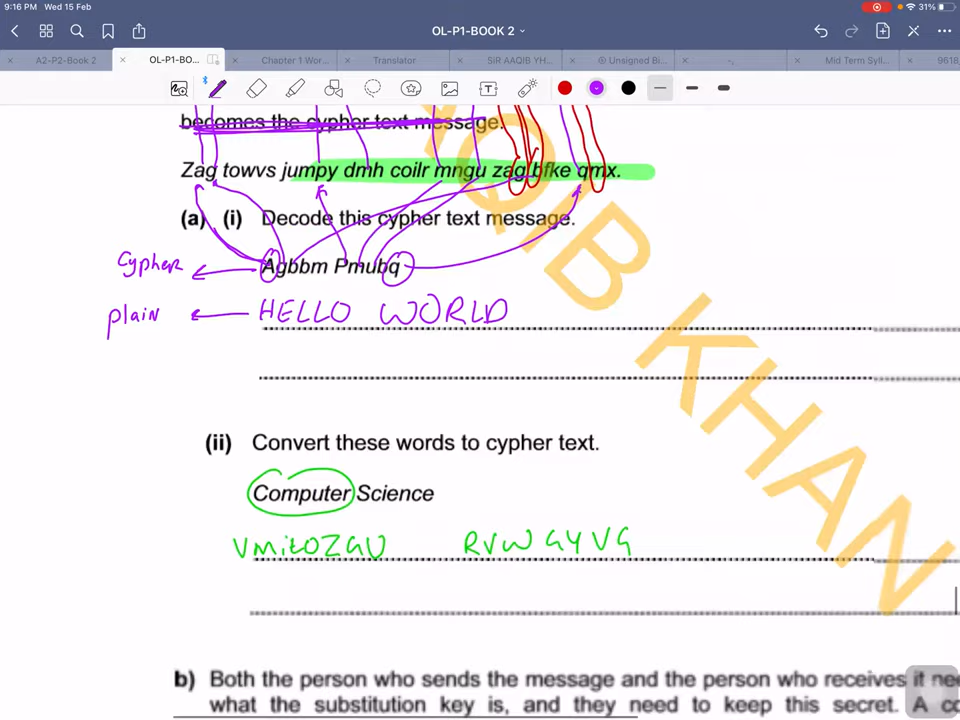 9:16 PM Wed 15 Feb
31%
OL-P1-BOOK 2
A2-P2-Book 2
OL-P1-BO...
Chapter 1 Wor...
Translator
SiR AAQIB YH...
Unsigned Bi...
Mid Term Syll...
9618
becomes the cypher text message.
Zag towvs jumpy dmh coilr mngu zag bfke qmx.
(a) (i) Decode this cypher text message.
Cypher Agbbm Pmubq
plain HELLO WORLD
(ii) Convert these words to cypher text.
Computer Science
RVWGYVG
b) Both the person who sends the message and the person who receives it nee
what the substitution key is, and they need to keep this secret. A co
AQIB KHAN